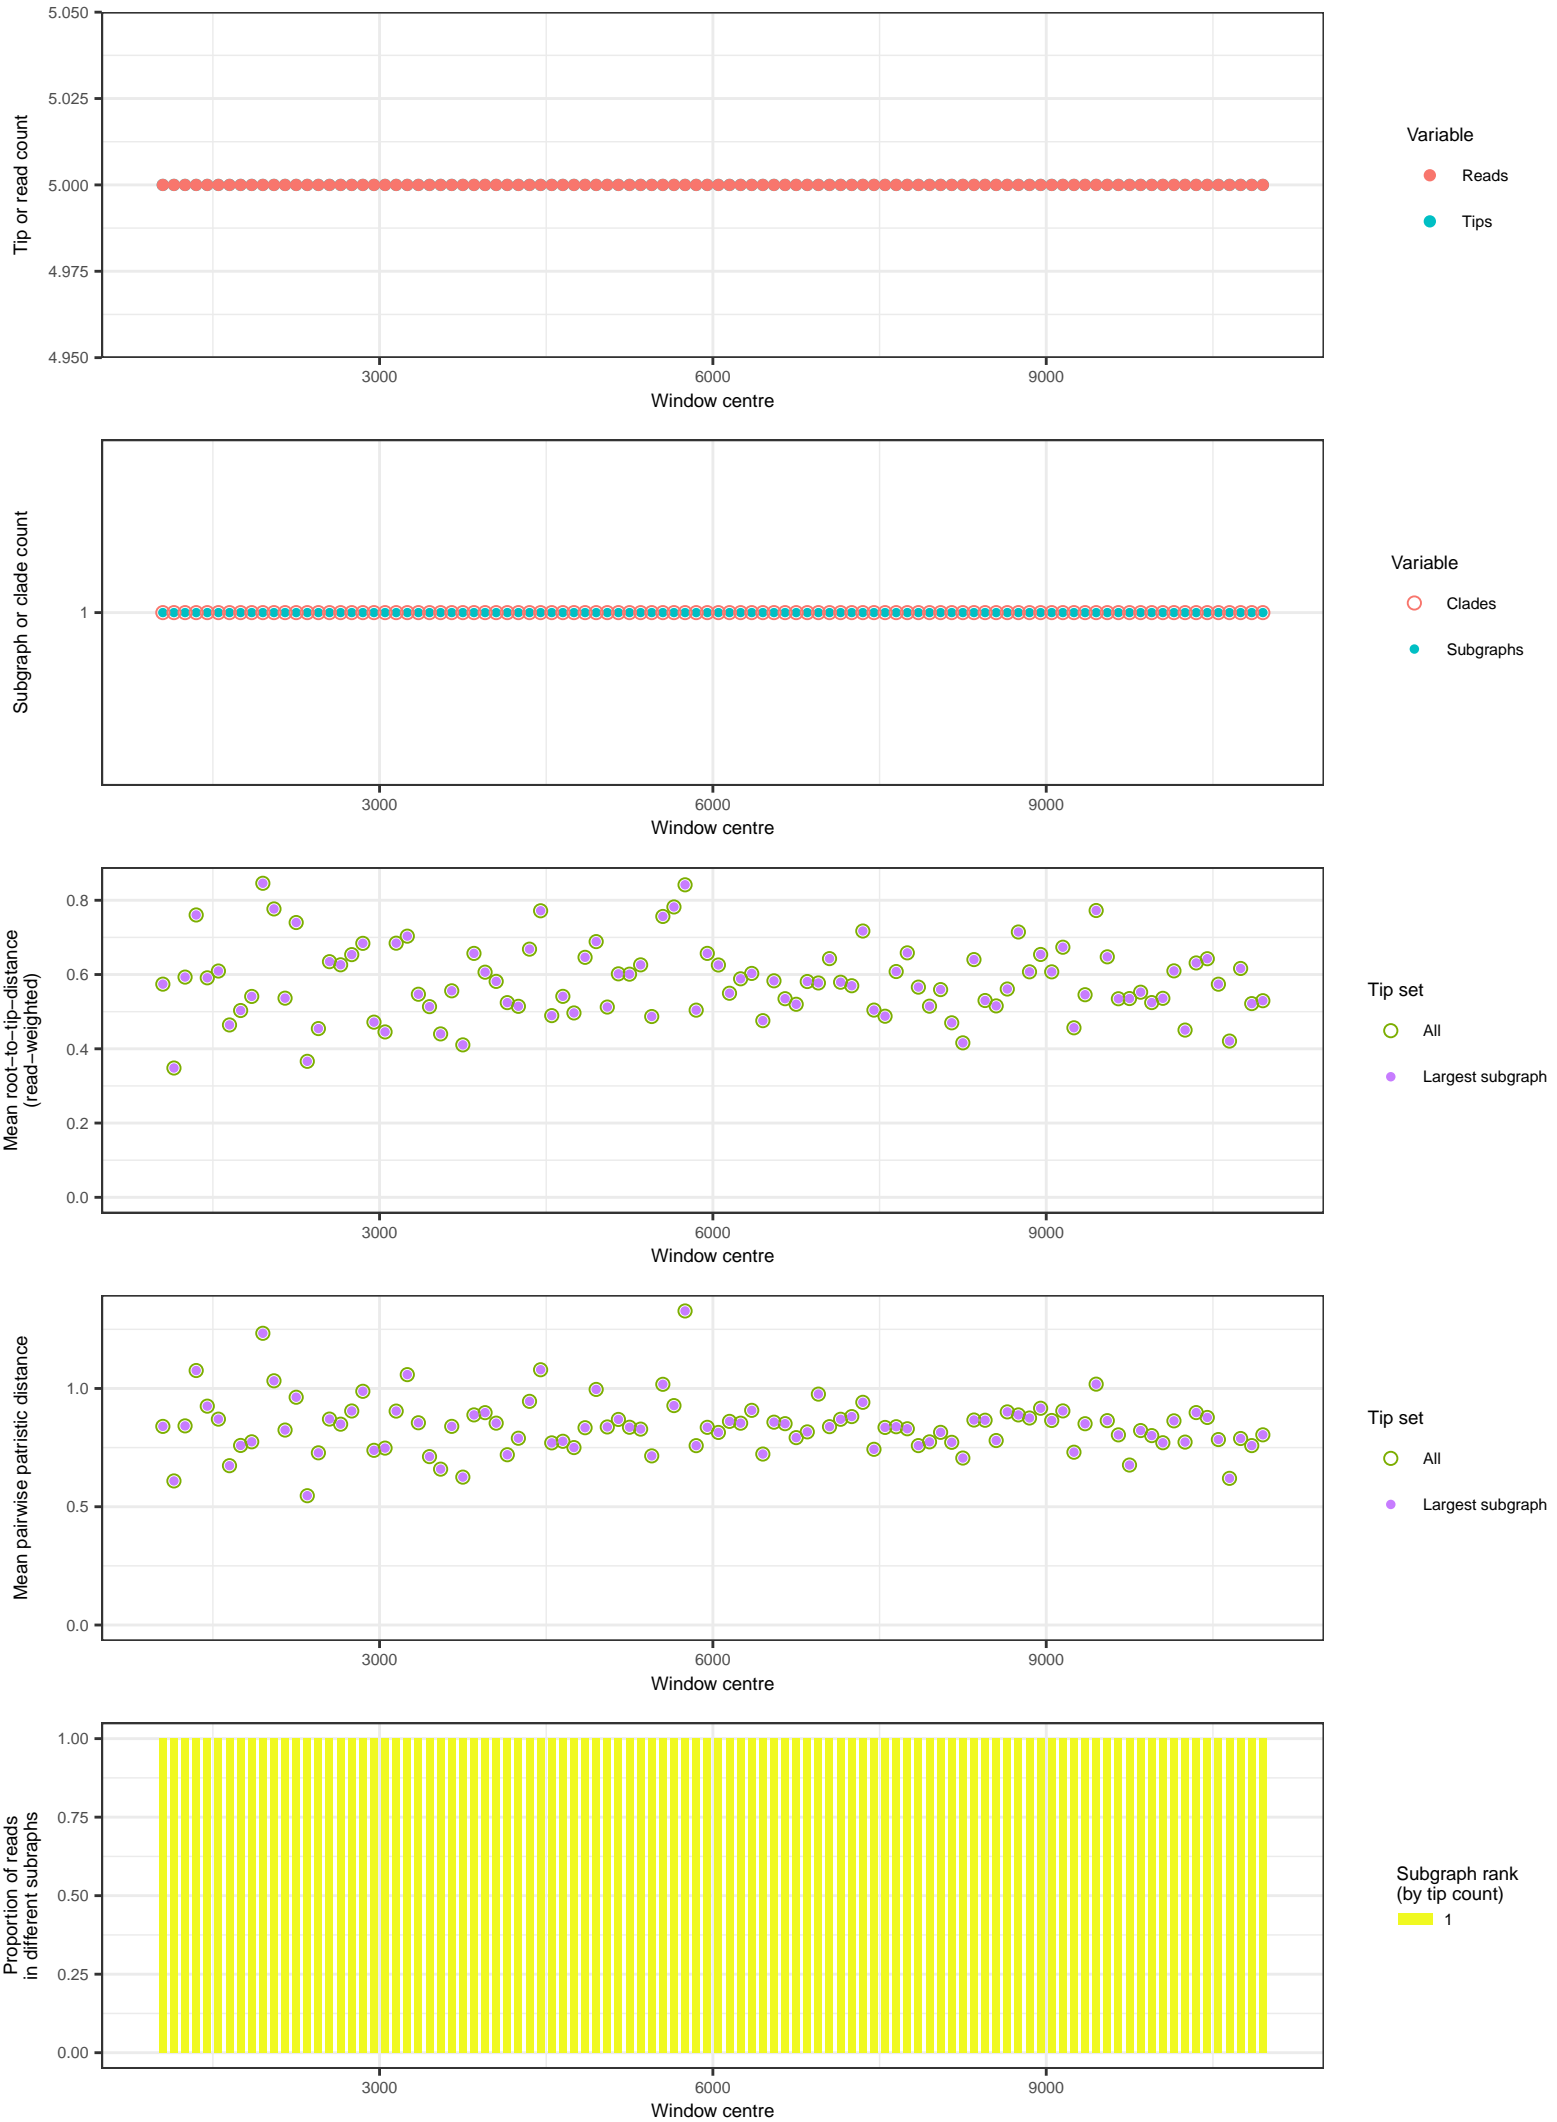 5.050
5.025
5.000
4.975
4.950
Tip or read count
3000
6000
9000
Window centre
Variable
Reads
Tips
1
Subgraph or clade count
3000
6000
9000
Window centre
Variable
Clades
Subgraphs
0.8
0.6
0.4
0.2
0.0
Mean root−to−tip−distance
(read−weighted)
3000
6000
9000
Window centre
Tip set
All
Largest subgraph
1.0
0.5
0.0
Mean pairwise patristic distance
3000
6000
9000
Window centre
Tip set
All
Largest subgraph
1.00
0.75
0.50
0.25
0.00
Proportion of reads
in different subraphs
3000
6000
9000
Window centre
Subgraph rank
(by tip count)
1